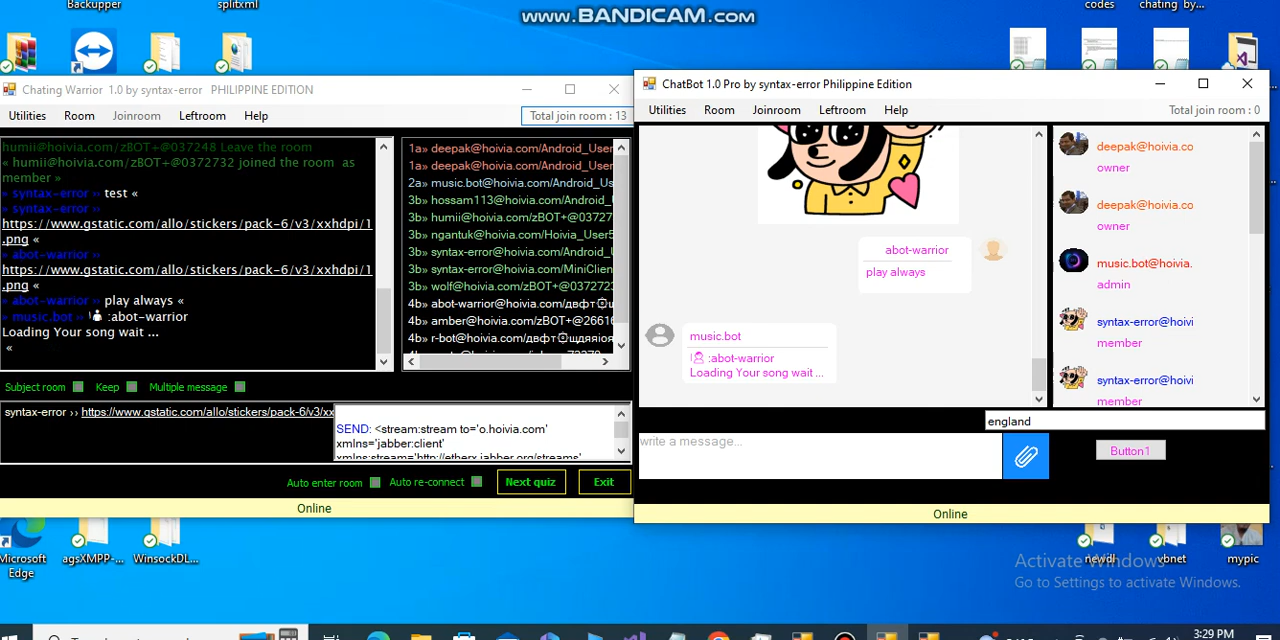 Backupper
splitxml
www.BANDICAM.com
codes
chating by...
Chating Warrior 1.0 by syntax-error PHILIPPINE EDITION
Utilities Room Joinroom Leftroom Help
Total join room : 13
humii@hoivia.com/zBOT+@037248 Leave the room
« humii@hoivia.com/zBOT+@0372732 joined the room as
member »
» syntax-error » test «
» syntax-error »
https://www.gstatic.com/allo/stickers/pack-6/v3/xxhdpi/1
.png «
» abot-warrior »
https://www.gstatic.com/allo/stickers/pack-6/v3/xxhdpi/1
.png «
» abot-warrior » play always «
» music.bot » :abot-warrior
Loading Your song wait ...
«
1a» deepak@hoivia.com/Android_User
1a» deepak@hoivia.com/Android_User
2a» music.bot@hoivia.com/Android_Us
3b» hossam113@hoivia.com/Android_
3b» humii@hoivia.com/zBOT+@03727
3b» ngantuk@hoivia.com/Hoivia_User5
3b» syntax-error@hoivia.com/Android_U
3b» syntax-error@hoivia.com/MiniClien
3b» wolf@hoivia.com/zBOT+@0372723
4b» abot-warrior@hoivia.com/
4b» amber@hoivia.com/zBOT+@26616
4b» r-bot@hoivia.com/
Subject room Keep Multiple message
syntax-error ›› https://www.gstatic.com/allo/stickers/pack-6/v3/xx
SEND: <stream:stream to='o.hoivia.com'
xmlns='jabber:client'
xmlns:stream='http://etherx.jabber.org/streams'
Auto enter room Auto re-connect Next quiz Exit
Online
ChatBot 1.0 Pro by syntax-error Philippine Edition
Utilities Room Joinroom Leftroom Help
Total join room : 0
abot-warrior
play always
music.bot
:abot-warrior
Loading Your song wait ...
deepak@hoivia.co
owner
deepak@hoivia.co
owner
music.bot@hoivia.
admin
syntax-error@hoivi
member
syntax-error@hoivi
member
england
write a message...
Button1
Online
Microsoft
Edge
agsXMPP-...
WinsockDL...
newdl
vbnet
mypic
Activate Windows
Go to Settings to activate Windows.
3:29 PM